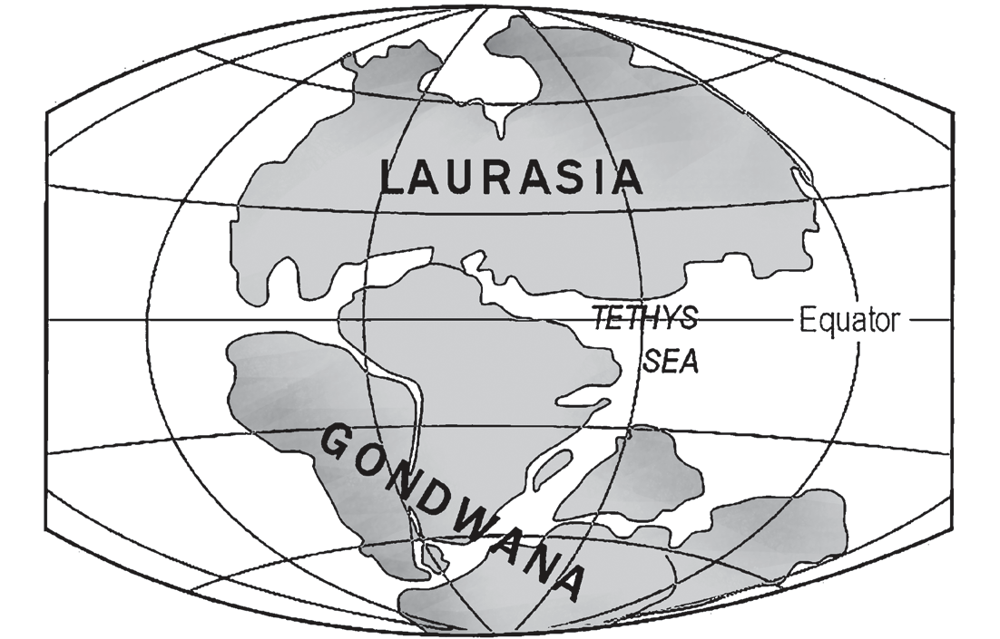 LAURASIA
TETHYS
SEA
Equator
GONDWANA